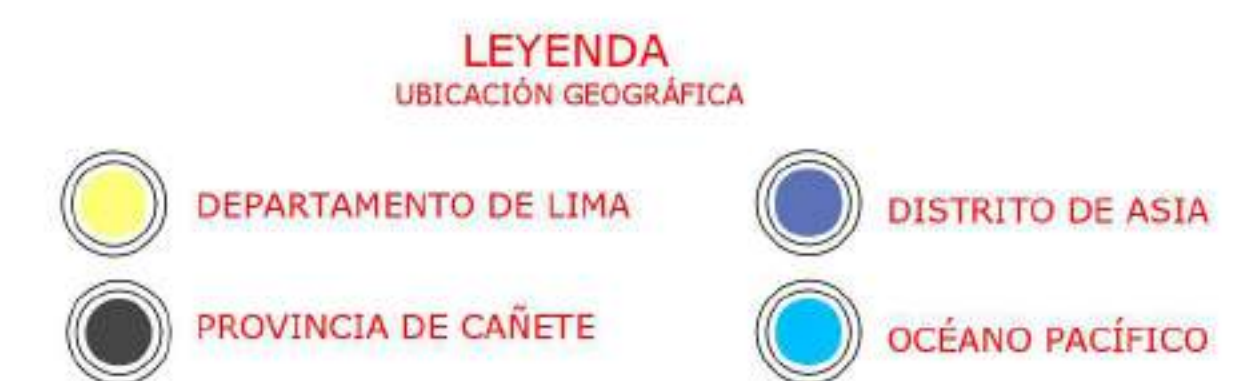 LEYENDA
UBICACIÓN GEOGRÁFICA
DEPARTAMENTO DE LIMA
DISTRITO DE ASIA
PROVINCIA DE CAÑETE
OCÉANO PACÍFICO